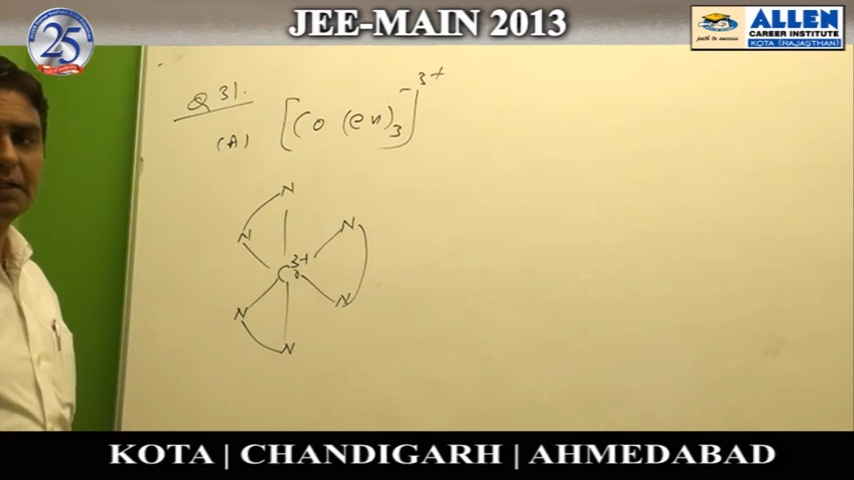 JEE-MAIN 2013
25
path to success
ALLEN
CAREER INSTITUTE
KOTA (RAJASTHAN)
Q 31.
(A) [Co (en)3]3+
N
N
N
Co3+
N
N
N
KOTA | CHANDIGARH | AHMEDABAD